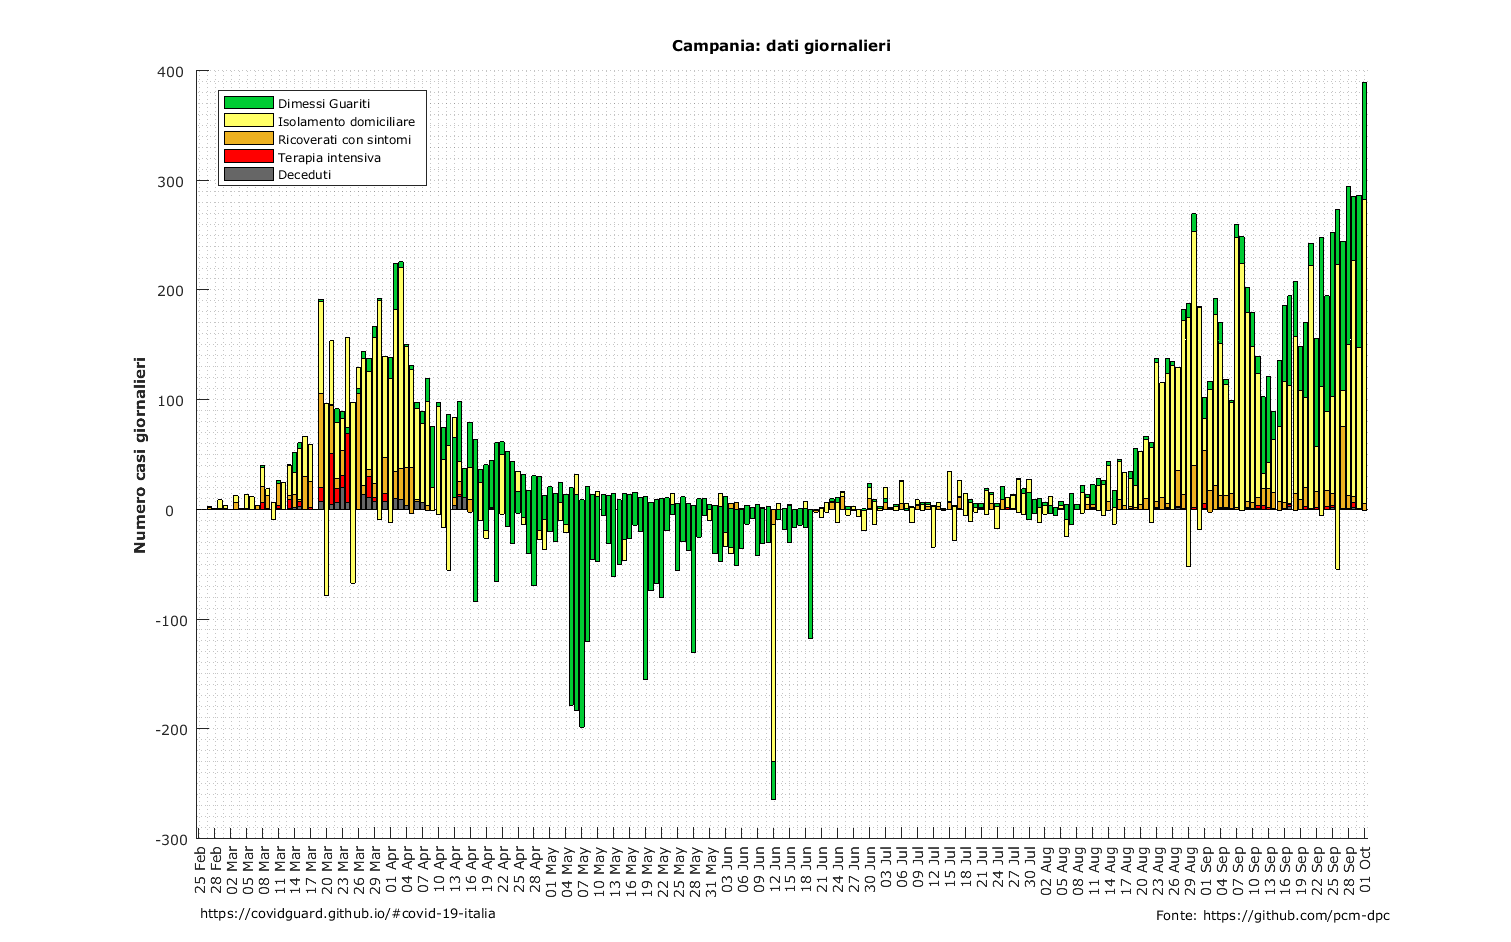 Campania: dati giornalieri
400
300
200
100
0
-100
-200
-300
Numero casi giornalieri
Dimessi Guariti
Isolamento domiciliare
Ricoverati con sintomi
Terapia intensiva
Deceduti
25 Feb
28 Feb
02 Mar
05 Mar
08 Mar
11 Mar
14 Mar
17 Mar
20 Mar
23 Mar
26 Mar
29 Mar
01 Apr
04 Apr
07 Apr
10 Apr
13 Apr
16 Apr
19 Apr
22 Apr
25 Apr
28 Apr
01 May
04 May
07 May
10 May
13 May
16 May
19 May
22 May
25 May
28 May
31 May
03 Jun
06 Jun
09 Jun
12 Jun
15 Jun
18 Jun
21 Jun
24 Jun
27 Jun
30 Jun
03 Jul
06 Jul
09 Jul
12 Jul
15 Jul
18 Jul
21 Jul
24 Jul
27 Jul
30 Jul
02 Aug
05 Aug
08 Aug
11 Aug
14 Aug
17 Aug
20 Aug
23 Aug
26 Aug
29 Aug
01 Sep
04 Sep
07 Sep
10 Sep
13 Sep
16 Sep
19 Sep
22 Sep
25 Sep
28 Sep
01 Oct
https://covidguard.github.io/#covid-19-italia
Fonte: https://github.com/pcm-dpc